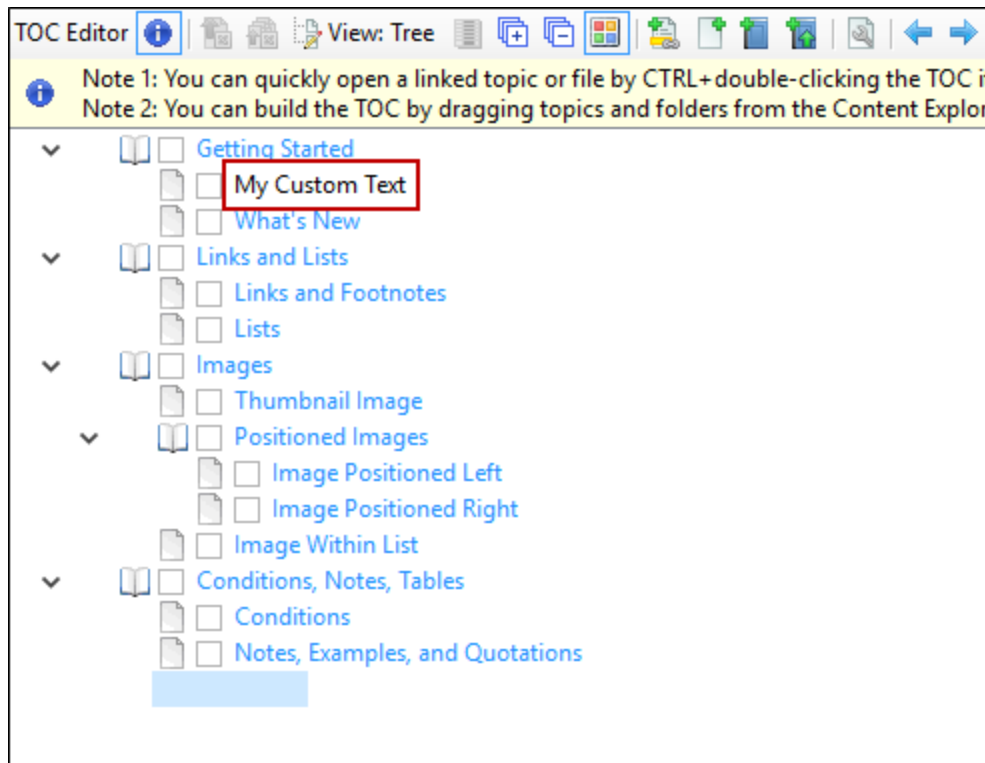 TOC Editor View: Tree
Note 1: You can quickly open a linked topic or file by CTRL+double-clicking the TOC
Note 2: You can build the TOC by dragging topics and folders from the Content
Getting Started
My Custom Text
What's New
Links and Lists
Links and Footnotes
Lists
Images
Thumbnail Image
Positioned Images
Image Positioned Left
Image Positioned Right
Image Within List
Conditions, Notes, Tables
Conditions
Notes, Examples, and Quotations